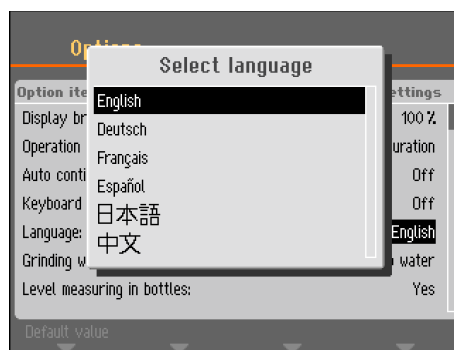 Select language
Option ite
ettings
English
Display br
100 %
Deutsch
Operation
uration
Français
Auto conti
Off
Español
Keyboard
Off
日本語
Language:
English
中文
Grinding w
water
Level measuring in bottles:
Yes
Default value